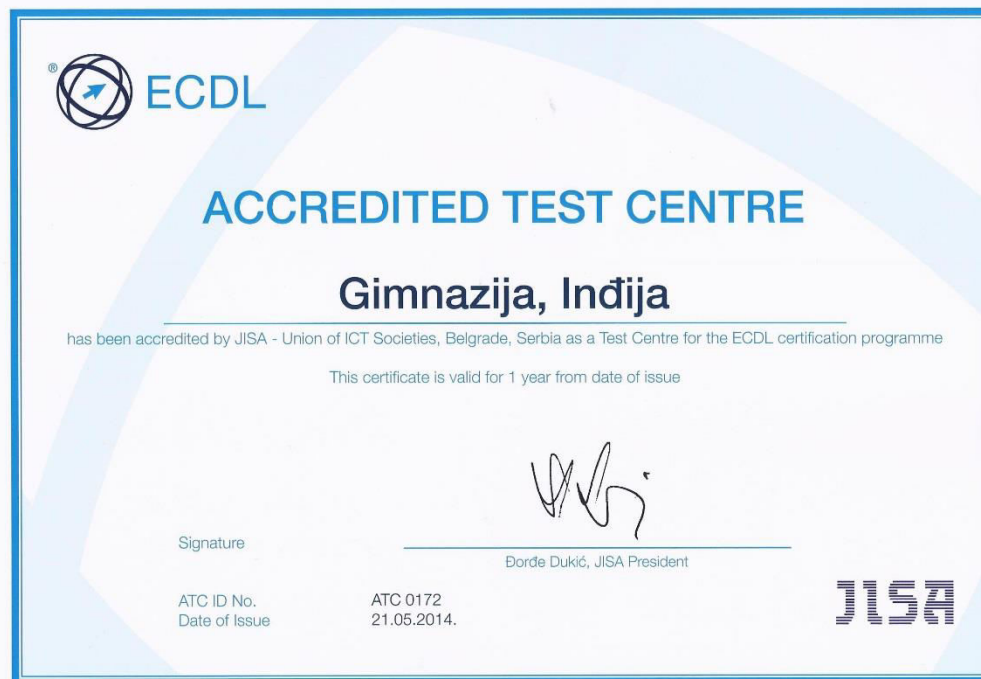 ® ECDL
ACCREDITED TEST CENTRE
Gimnazija, Inđija
has been accredited by JISA - Union of ICT Societies, Belgrade, Serbia as a Test Centre for the ECDL certification programme
This certificate is valid for 1 year from date of issue
Signature
Đorđe Dukić, JISA President
ATC ID No. ATC 0172
Date of Issue 21.05.2014.
JISA